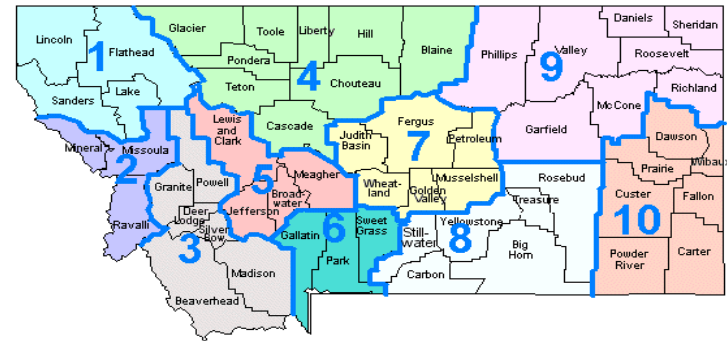 Lincoln
Flathead
1
Sanders
Lake
Glacier
Toole
Liberty
Hill
Blaine
Pondera
4
Teton
Chouteau
Cascade
Phillips
Valley
Daniels
Sheridan
Roosevelt
9
Richland
McCone
Garfield
Mineral
Missoula
2
Ravalli
Granite
Powell
Deer
Lodge
Silver
Bow
3
Madison
Beaverhead
Lewis
and
Clark
5
Meagher
Broad-
water
Jefferson
Judith
Basin
Fergus
7
Petroleum
Wheat-
land
Golden
Valley
Musselshell
6
Gallatin
Park
Sweet
Grass
Still-
water
Yellowstone
8
Carbon
Big
Horn
Treasure
Rosebud
Dawson
Wibaux
Prairie
Custer
Fallon
10
Powder
River
Carter